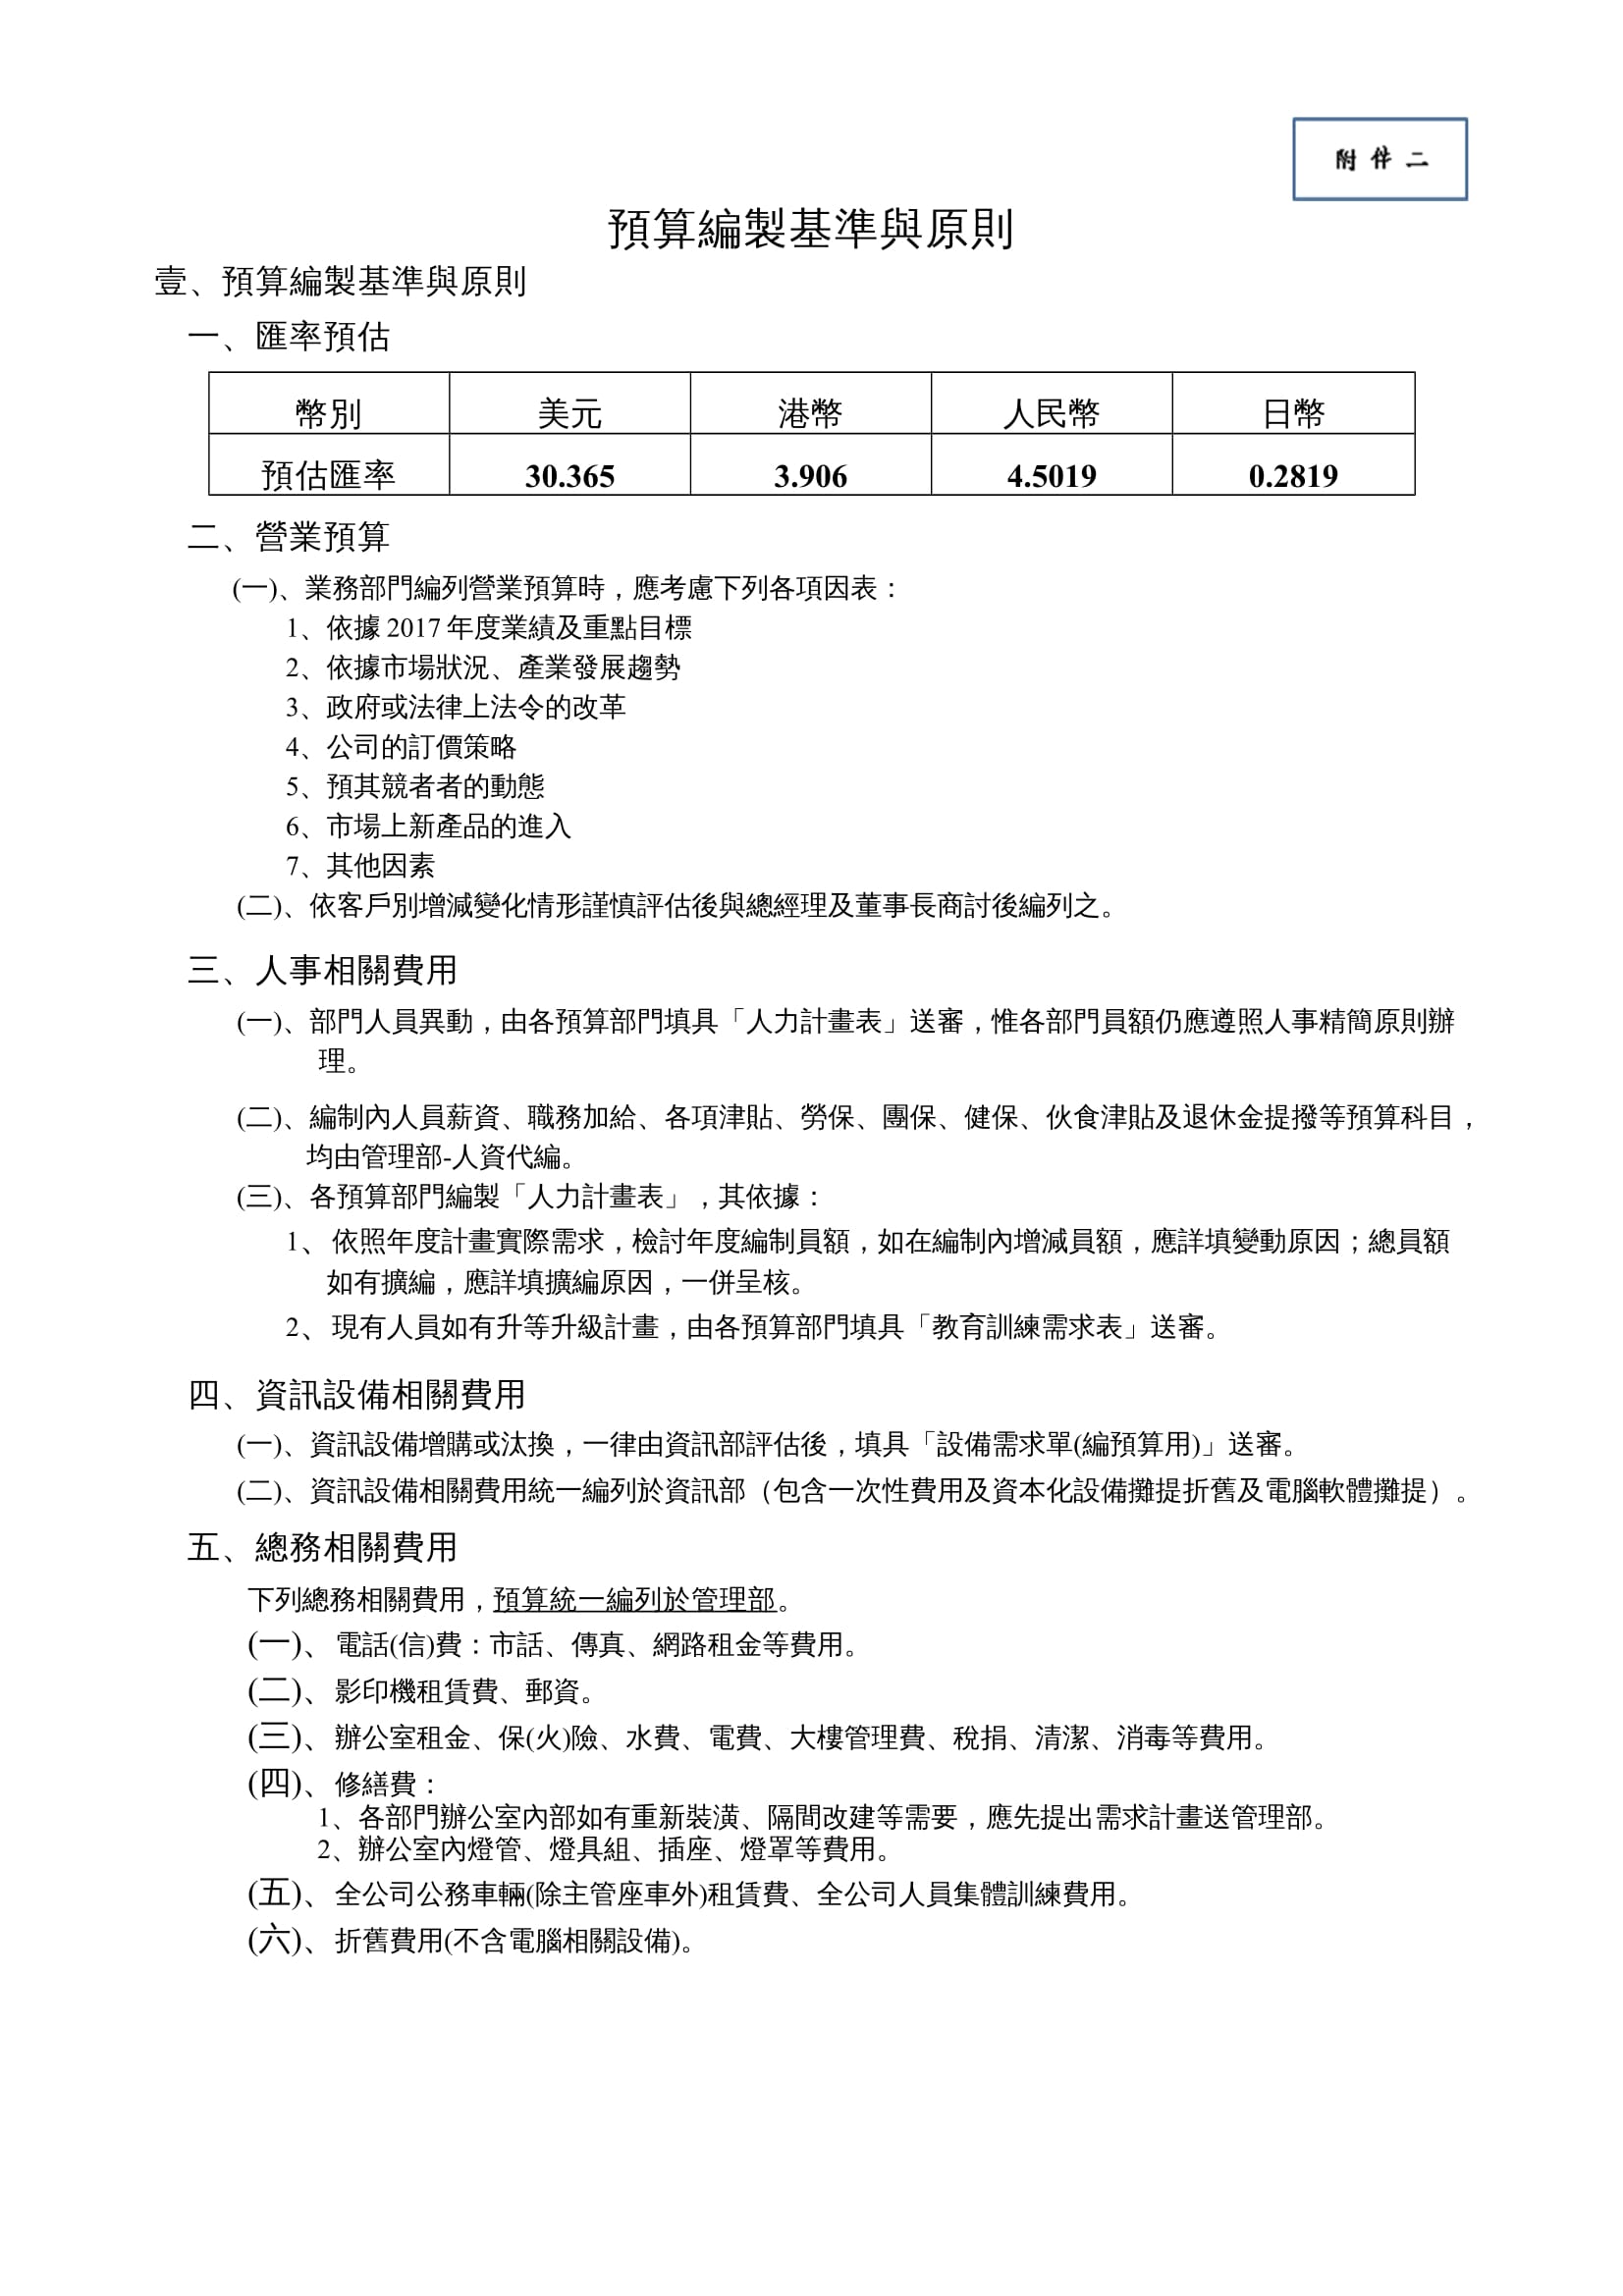 附件二
預算編製基準與原則
壹、預算編製基準與原則
一、匯率預估
幣別 美元 港幣 人民幣 日幣
預估匯率 30.365 3.906 4.5019 0.2819
二、營業預算
(一)、業務部門編列營業預算時，應考慮下列各項因表：
1、依據 2017 年度業績及重點目標
2、依據市場狀況、產業發展趨勢
3、政府或法律上法令的改革
4、公司的訂價策略
5、預其競者者的動態
6、市場上新產品的進入
7、其他因素
(二)、依客戶別增減變化情形謹慎評估後與總經理及董事長商討後編列之。
三、人事相關費用
(一)、部門人員異動，由各預算部門填具「人力計畫表」送審，惟各部門員額仍應遵照人事精簡原則辦
理。
(二)、編制內人員薪資、職務加給、各項津貼、勞保、團保、健保、伙食津貼及退休金提撥等預算科目，
均由管理部-人資代編。
(三)、各預算部門編製「人力計畫表」，其依據：
1、 依照年度計畫實際需求，檢討年度編制員額，如在編制內增減員額，應詳填變動原因；總員額
如有擴編，應詳填擴編原因，一併呈核。
2、 現有人員如有升等升級計畫，由各預算部門填具「教育訓練需求表」送審。
四、資訊設備相關費用
(一)、資訊設備增購或汰換，一律由資訊部評估後，填具「設備需求單(編預算用)」送審。
(二)、資訊設備相關費用統一編列於資訊部（包含一次性費用及資本化設備攤提折舊及電腦軟體攤提）。
五、總務相關費用
下列總務相關費用，預算統一編列於管理部。
(一)、電話(信)費：市話、傳真、網路租金等費用。
(二)、影印機租賃費、郵資。
(三)、辦公室租金、保(火)險、水費、電費、大樓管理費、稅捐、清潔、消毒等費用。
(四)、修繕費：
1、各部門辦公室內部如有重新裝潢、隔間改建等需要，應先提出需求計畫送管理部。
2、辦公室內燈管、燈具組、插座、燈罩等費用。
(五)、全公司公務車輛(除主管座車外)租賃費、全公司人員集體訓練費用。
(六)、折舊費用(不含電腦相關設備)。